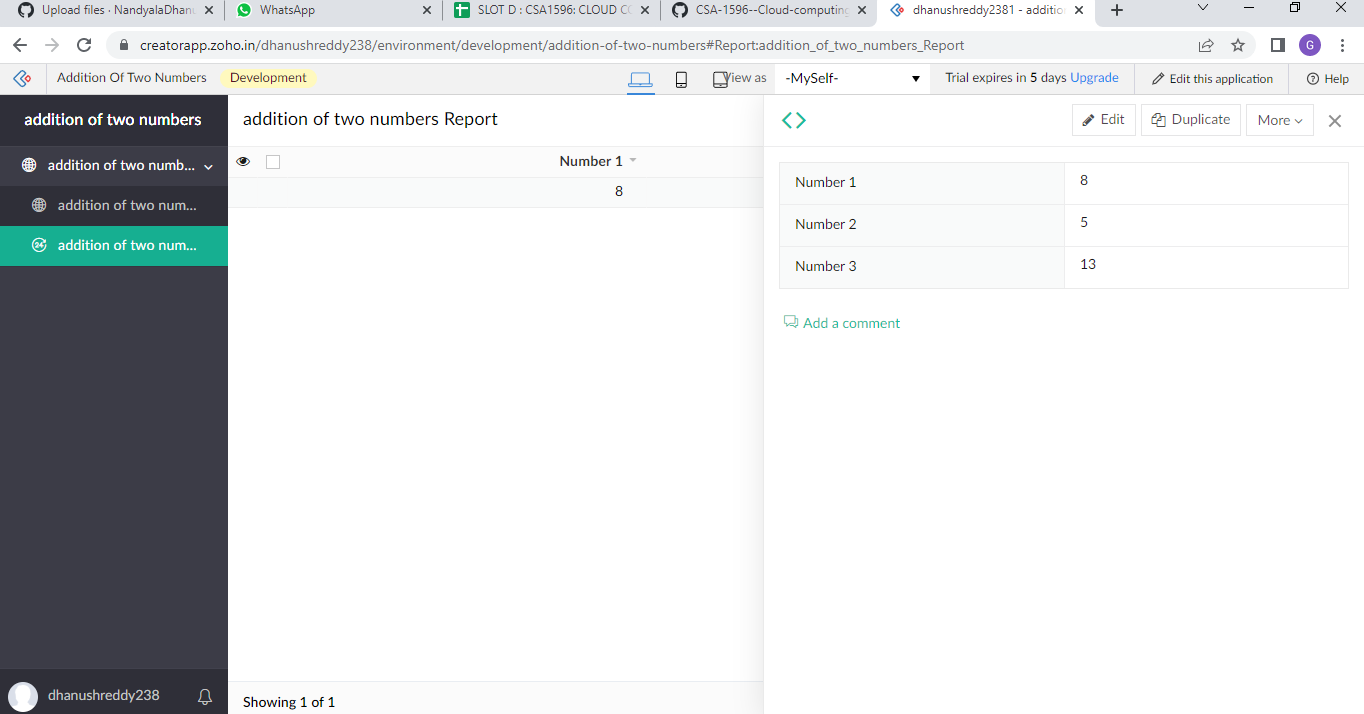 Upload files · NandyalaDhan
WhatsApp
SLOT D : CSA1596: CLOUD CO
CSA-1596--Cloud-computing
dhanushreddy2381 - addition
creatorapp.zoho.in/dhanushreddy238/environment/development/addition-of-two-numbers#Report:addition_of_two_numbers_Report
G
Addition Of Two Numbers
Development
View as
-MySelf-
Trial expires in 5 days Upgrade
Edit this application
Help
addition of two numbers
addition of two numb...
addition of two num...
24
addition of two num...
dhanushreddy238
addition of two numbers Report
Number 1
8
Showing 1 of 1
Edit
Duplicate
More
Number 1
8
Number 2
5
Number 3
13
Add a comment